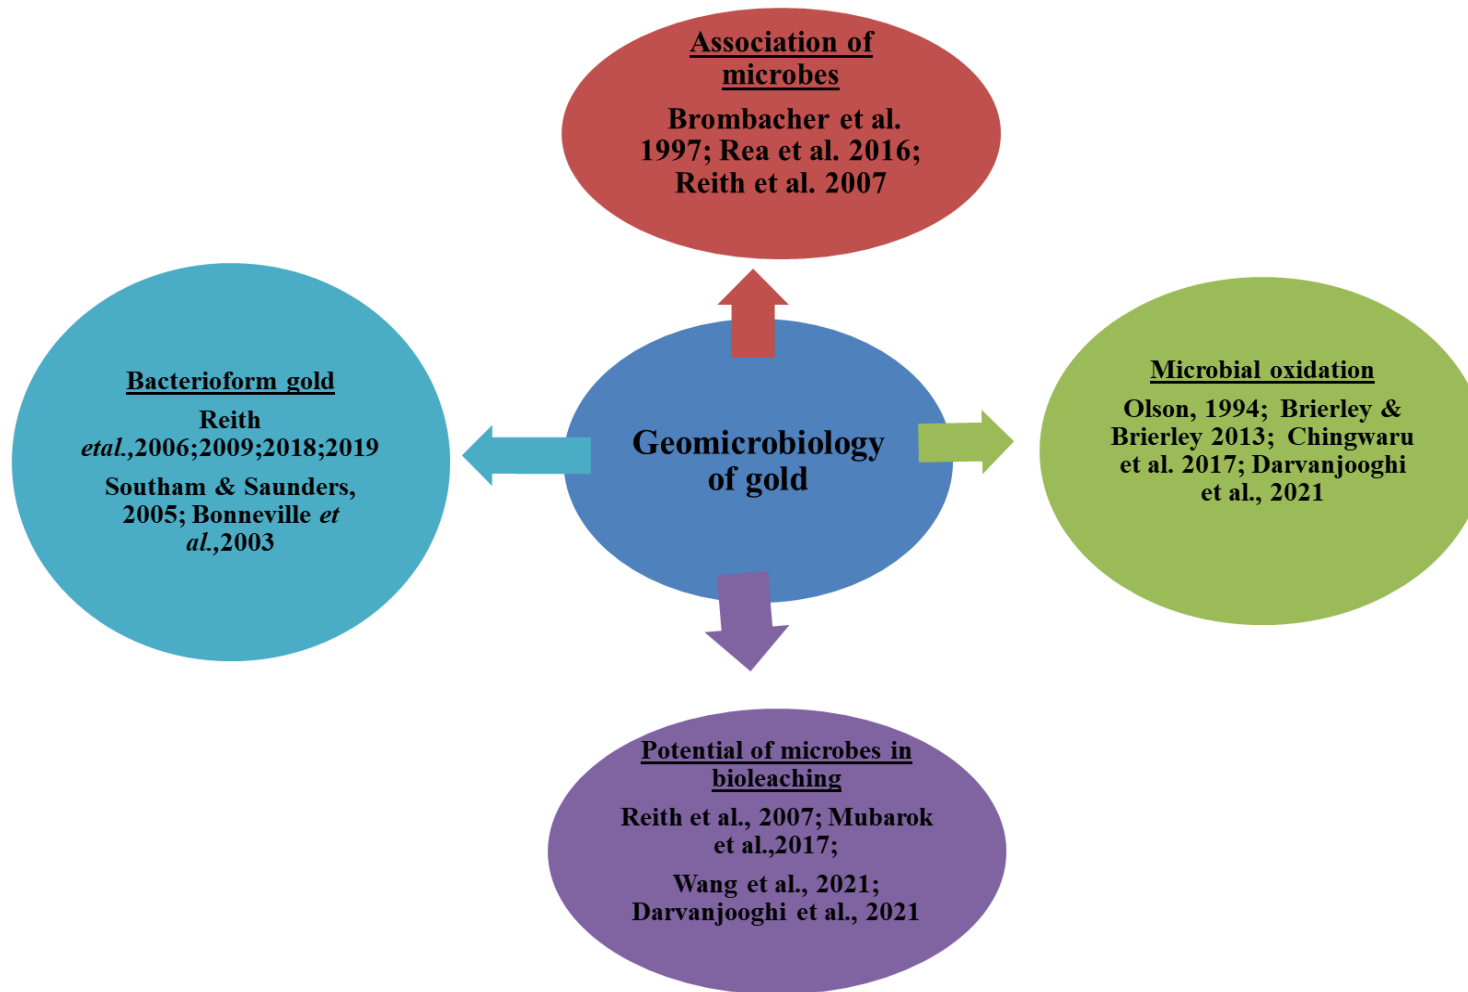 Association of
microbes
Brombacher et al.
1997; Rea et al. 2016;
Reith et al. 2007
Bacterioform gold
Reith
etal.,2006;2009;2018;2019
Southam & Saunders,
2005; Bonneville et
al.,2003
Geomicrobiology
of gold
Microbial oxidation
Olson, 1994; Brierley &
Brierley 2013; Chingwaru
et al. 2017; Darvanjooghi
et al., 2021
Potential of microbes in
bioleaching
Reith et al., 2007; Mubarok
et al.,2017;
Wang et al., 2021;
Darvanjooghi et al., 2021